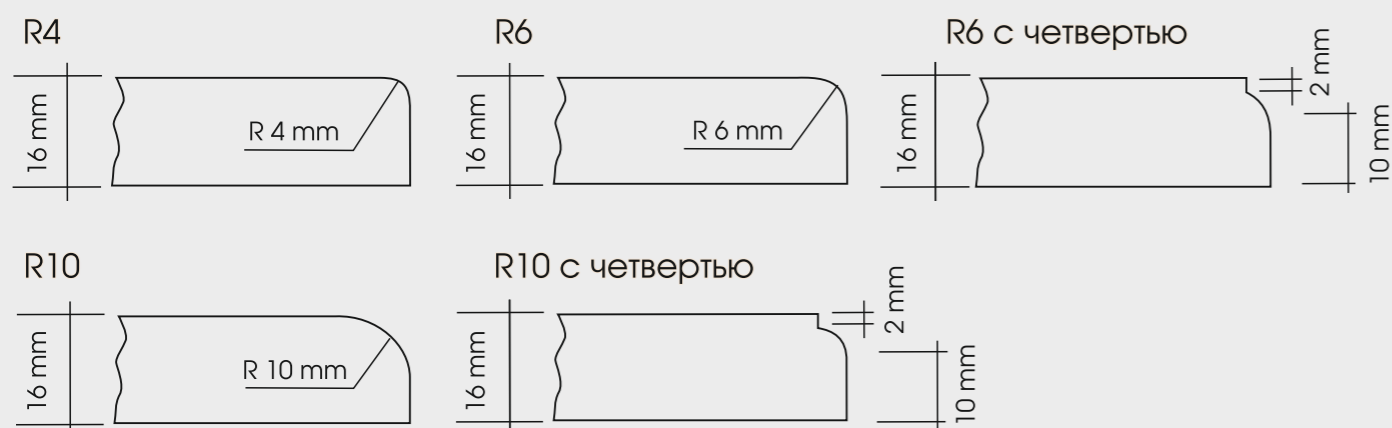 R4
16 mm
R 4 mm
R6
16 mm
R 6 mm
R6 с четвертью
16 mm
2 mm
10 mm
R10
16 mm
R 10 mm
R10 с четвертью
16 mm
2 mm
10 mm